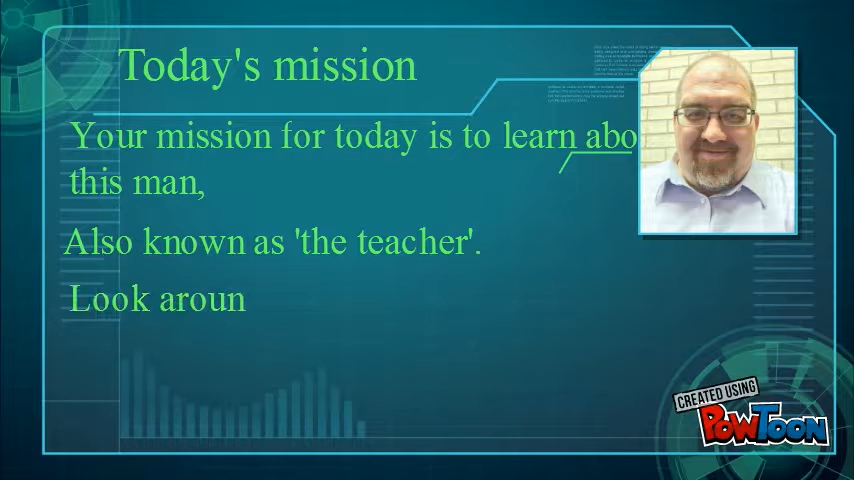 Today's mission
Your mission for today is to learn abo
this man,
Also known as 'the teacher'.
Look aroun
CREATED USING
POWTOON